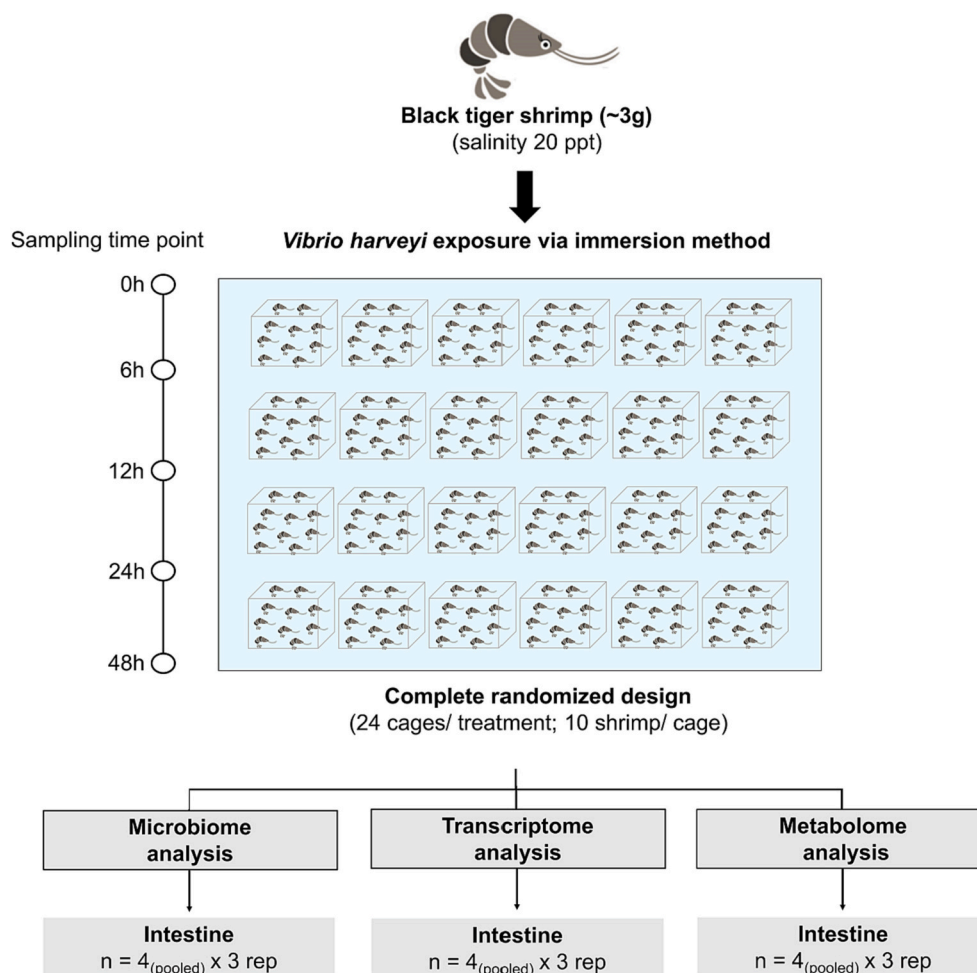 Black tiger shrimp (~3g)
(salinity 20 ppt)
Sampling time point
Vibrio harveyi exposure via immersion method
0h
6h
12h
24h
48h
Complete randomized design
(24 cages/ treatment; 10 shrimp/ cage)
Microbiome
analysis
Transcriptome
analysis
Metabolome
analysis
Intestine
n = 4(pooled) x 3 rep
Intestine
n = 4(pooled) x 3 rep
Intestine
n = 4(pooled) x 3 rep